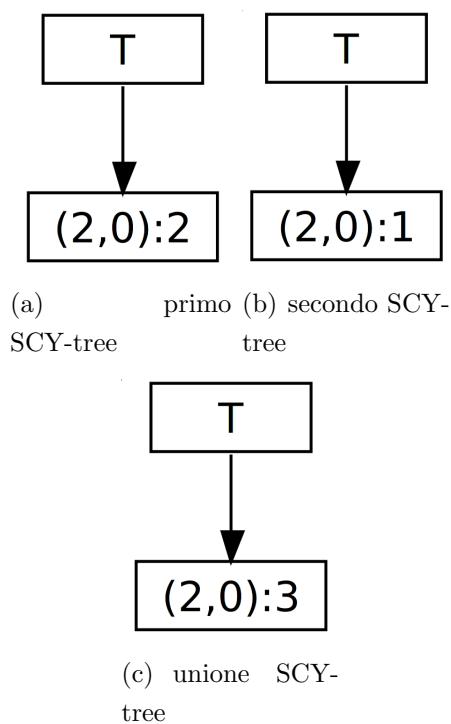 T
T
(2,0):2
(2,0):1
(a) primo
SCY-tree
(b) secondo SCY-
tree
T
(2,0):3
(c) unione SCY-
tree